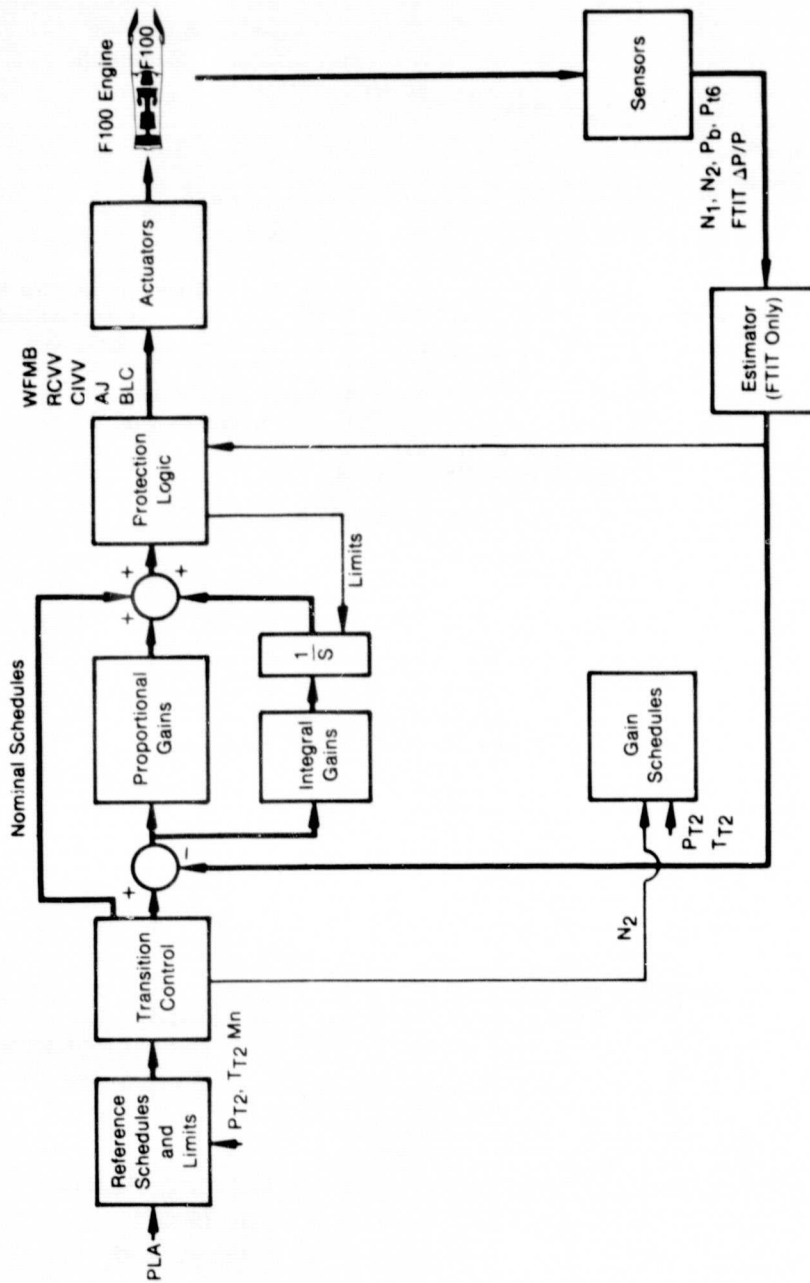 PLA
Reference
Schedules
and
Limits
PT2, TT2 Mn
Transition
Control
Nominal Schedules
+
−
Proportional
Gains
Integral
Gains
1
S
Limits
+
+
+
Protection
Logic
WFMB
RCVV
CIVV
AJ
BLC
Actuators
F100 Engine
F100
Sensors
N1, N2, Pb, Pt6
FTIT ΔP/P
Estimator
(FTIT Only)
N2
Gain
Schedules
PT2
TT2